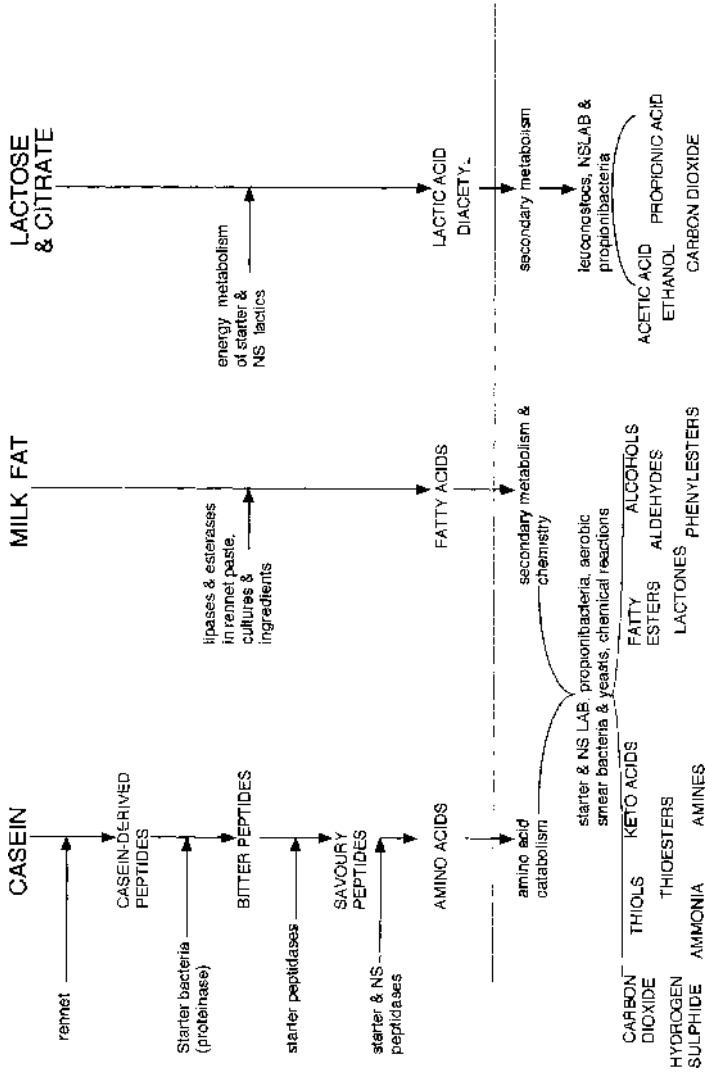 CASEIN
rennet
CASEIN-DERIVED
PEPTIDES
Starter bacteria
(proteinase)
BITTER PEPTIDES
starter peptidases
SAVOURY
PEPTIDES
starter & NS
peptidases
AMINO ACIDS
amino acid
catabolism
MILK FAT
lipases & esterases
in rennet paste,
cultures &
ingredients
FATTY ACIDS
secondary metabolism &
chemistry
starter & NS LAB, propionibacteria, aerobic
smear bacteria & yeasts, chemical reactions
CARBON
DIOXIDE
THIOLS
KETO ACIDS
FATTY
ESTERS
ALCOHOLS
ALDEHYDES
THIOESTERS
LACTONES
HYDROGEN
SULPHIDE
AMMONIA
AMINES
PHENYLESTERS
LACTOSE
& CITRATE
energy metabolism
of starter &
NS lactics
LACTIC ACID
DIACETYL
secondary metabolism
leuconostocs, NSLAB &
propionibacteria
ACETIC ACID
ETHANOL
PROPIONIC ACID
CARBON DIOXIDE